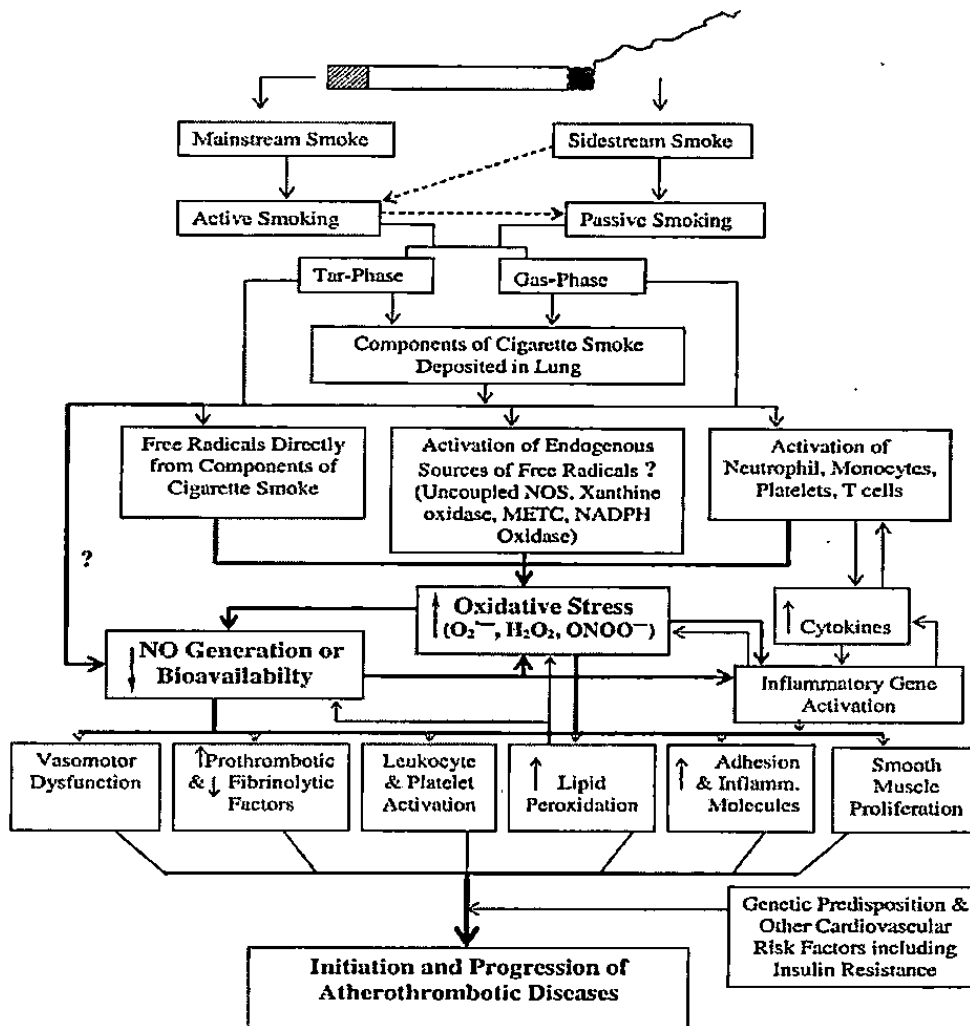 Mainstream Smoke
Sidestream Smoke
Active Smoking
Passive Smoking
Tar-Phase
Gas-Phase
Components of Cigarette Smoke
Deposited in Lung
Free Radicals Directly
from Components of
Cigarette Smoke
Activation of Endogenous
Sources of Free Radicals ?
(Uncoupled NOS, Xanthine
oxidase, METC, NADPH
Oxidase)
Activation of
Neutrophil, Monocytes,
Platelets, T cells
?
↑ Oxidative Stress
(O₂˙—, H₂O₂, ONOO—)
↑ Cytokines
↓ NO Generation or
Bioavailabilty
Inflammatory Gene
Activation
Vasomotor
Dysfunction
↑Prothrombotic
& ↓ Fibrinolytic
Factors
Leukocyte
& Platelet
Activation
↑ Lipid
Peroxidation
↑ Adhesion
& Inflamm.
Molecules
Smooth
Muscle
Proliferation
Genetic Predisposition &
Other Cardiovascular
Risk Factors including
Insulin Resistance
Initiation and Progression of
Atherothrombotic Diseases